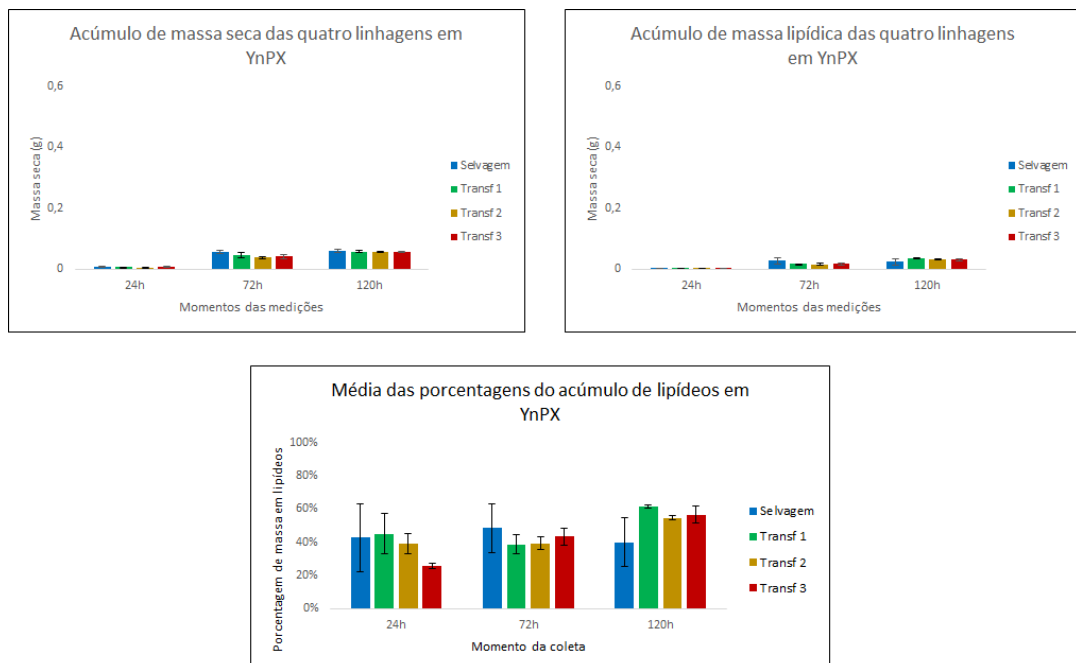 Acúmulo de massa seca das quatro linhagens em
YnPX
0,6
0,4
0,2
0
Massa seca (g)
24h
72h
120h
Momentos das medições
Selvagem
Transf 1
Transf 2
Transf 3
Acúmulo de massa lipídica das quatro linhagens
em YnPX
0,6
0,4
0,2
0
Massa seca (g)
24h
72h
120h
Momentos das medições
Selvagem
Transf 1
Transf 2
Transf 3
Média das porcentagens do acúmulo de lipídeos em
YnPX
100%
80%
60%
40%
20%
0%
Porcentagem de massa em lipídeos
24h
72h
120h
Momento da coleta
Selvagem
Transf 1
Transf 2
Transf 3